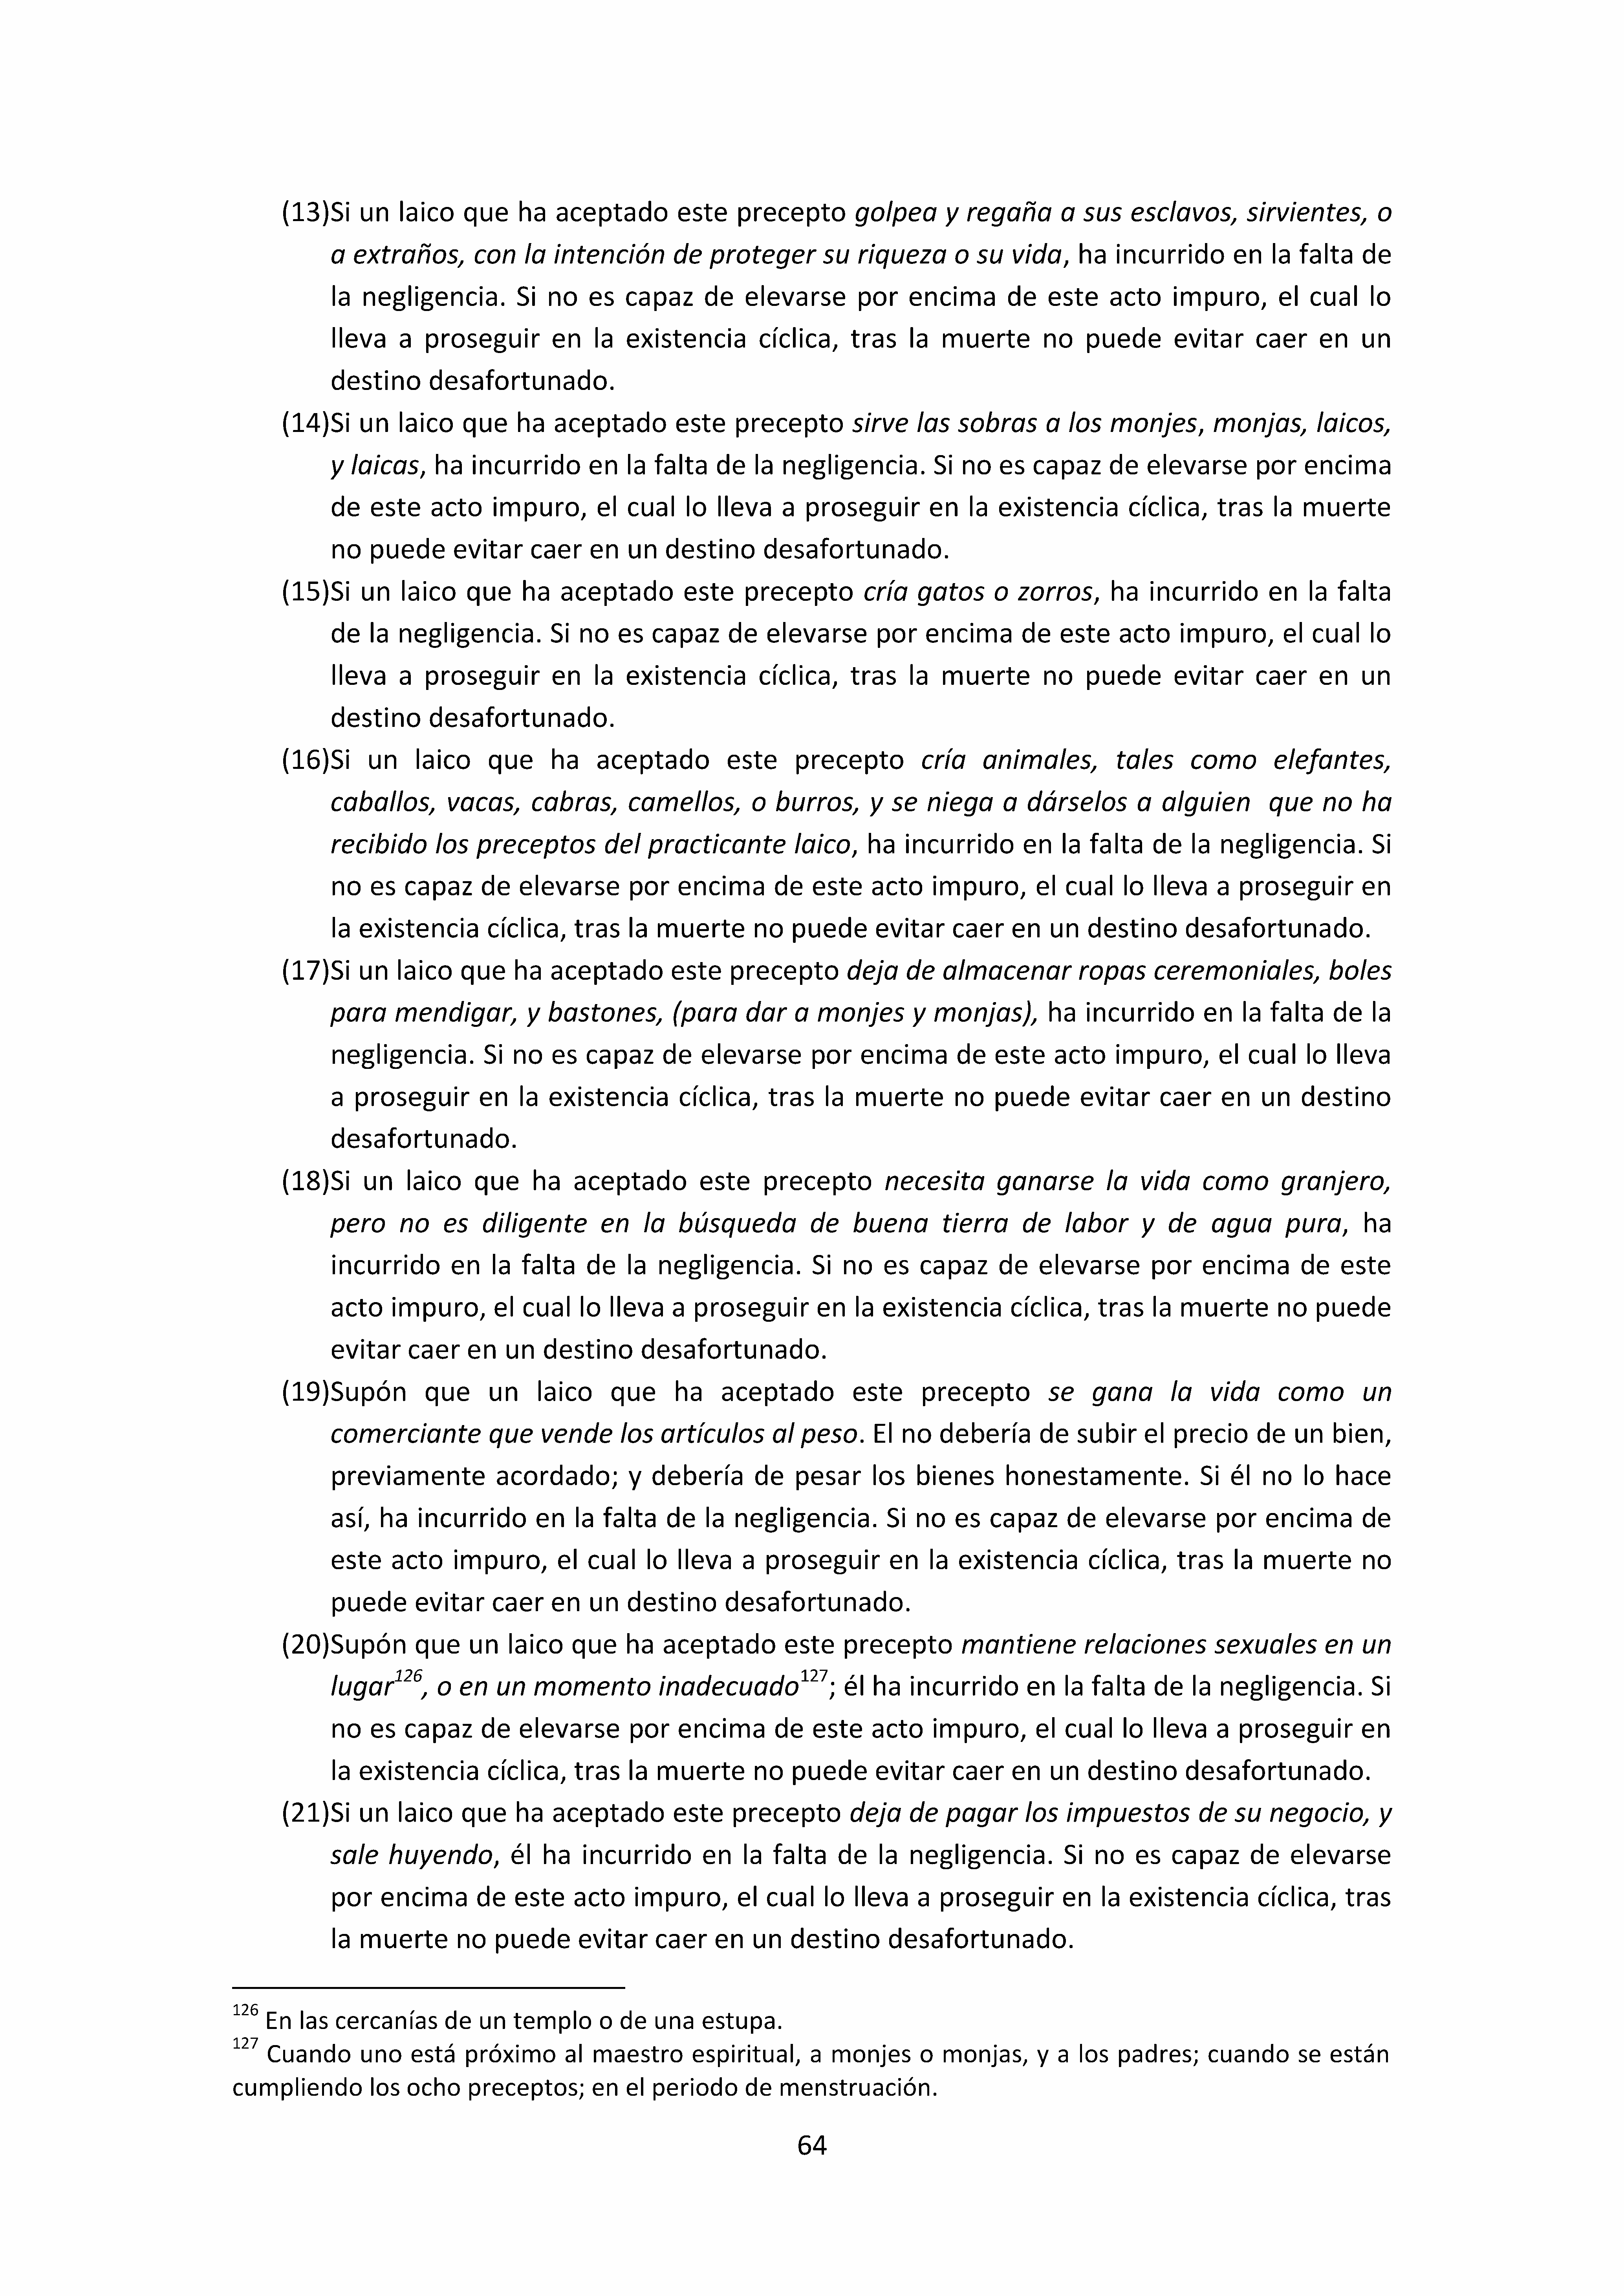 (13)Si un laico que ha aceptado este precepto golpea y regaña a sus esclavos, sirvientes, o
a extraños, con la intención de proteger su riqueza o su vida, ha incurrido en la falta de
la negligencia. Si no es capaz de elevarse por encima de este acto impuro, el cual lo
lleva a proseguir en la existencia cíclica, tras la muerte no puede evitar caer en un
destino desafortunado.
(14)Si un laico que ha aceptado este precepto sirve las sobras a los monjes, monjas, laicos,
y laicas, ha incurrido en la falta de la negligencia. Si no es capaz de elevarse por encima
de este acto impuro, el cual lo lleva a proseguir en la existencia cíclica, tras la muerte
no puede evitar caer en un destino desafortunado.
(15)Si un laico que ha aceptado este precepto cría gatos o zorros, ha incurrido en la falta
de la negligencia. Si no es capaz de elevarse por encima de este acto impuro, el cual lo
lleva a proseguir en la existencia cíclica, tras la muerte no puede evitar caer en un
destino desafortunado.
(16)Si un laico que ha aceptado este precepto cría animales, tales como elefantes,
caballos, vacas, cabras, camellos, o burros, y se niega a dárselos a alguien que no ha
recibido los preceptos del practicante laico, ha incurrido en la falta de la negligencia. Si
no es capaz de elevarse por encima de este acto impuro, el cual lo lleva a proseguir en
la existencia cíclica, tras la muerte no puede evitar caer en un destino desafortunado.
(17)Si un laico que ha aceptado este precepto deja de almacenar ropas ceremoniales, boles
para mendigar, y bastones, (para dar a monjes y monjas), ha incurrido en la falta de la
negligencia. Si no es capaz de elevarse por encima de este acto impuro, el cual lo lleva
a proseguir en la existencia cíclica, tras la muerte no puede evitar caer en un destino
desafortunado.
(18)Si un laico que ha aceptado este precepto necesita ganarse la vida como granjero,
pero no es diligente en la búsqueda de buena tierra de labor y de agua pura, ha
incurrido en la falta de la negligencia. Si no es capaz de elevarse por encima de este
acto impuro, el cual lo lleva a proseguir en la existencia cíclica, tras la muerte no puede
evitar caer en un destino desafortunado.
(19)Supón que un laico que ha aceptado este precepto se gana la vida como un
comerciante que vende los artículos al peso. El no debería de subir el precio de un bien,
previamente acordado; y debería de pesar los bienes honestamente. Si él no lo hace
así, ha incurrido en la falta de la negligencia. Si no es capaz de elevarse por encima de
este acto impuro, el cual lo lleva a proseguir en la existencia cíclica, tras la muerte no
puede evitar caer en un destino desafortunado.
(20)Supón que un laico que ha aceptado este precepto mantiene relaciones sexuales en un
lugar126, o en un momento inadecuado127; él ha incurrido en la falta de la negligencia. Si
no es capaz de elevarse por encima de este acto impuro, el cual lo lleva a proseguir en
la existencia cíclica, tras la muerte no puede evitar caer en un destino desafortunado.
(21)Si un laico que ha aceptado este precepto deja de pagar los impuestos de su negocio, y
sale huyendo, él ha incurrido en la falta de la negligencia. Si no es capaz de elevarse
por encima de este acto impuro, el cual lo lleva a proseguir en la existencia cíclica, tras
la muerte no puede evitar caer en un destino desafortunado.
126 En las cercanías de un templo o de una estupa.
127 Cuando uno está próximo al maestro espiritual, a monjes o monjas, y a los padres; cuando se están
cumpliendo los ocho preceptos; en el periodo de menstruación.
64